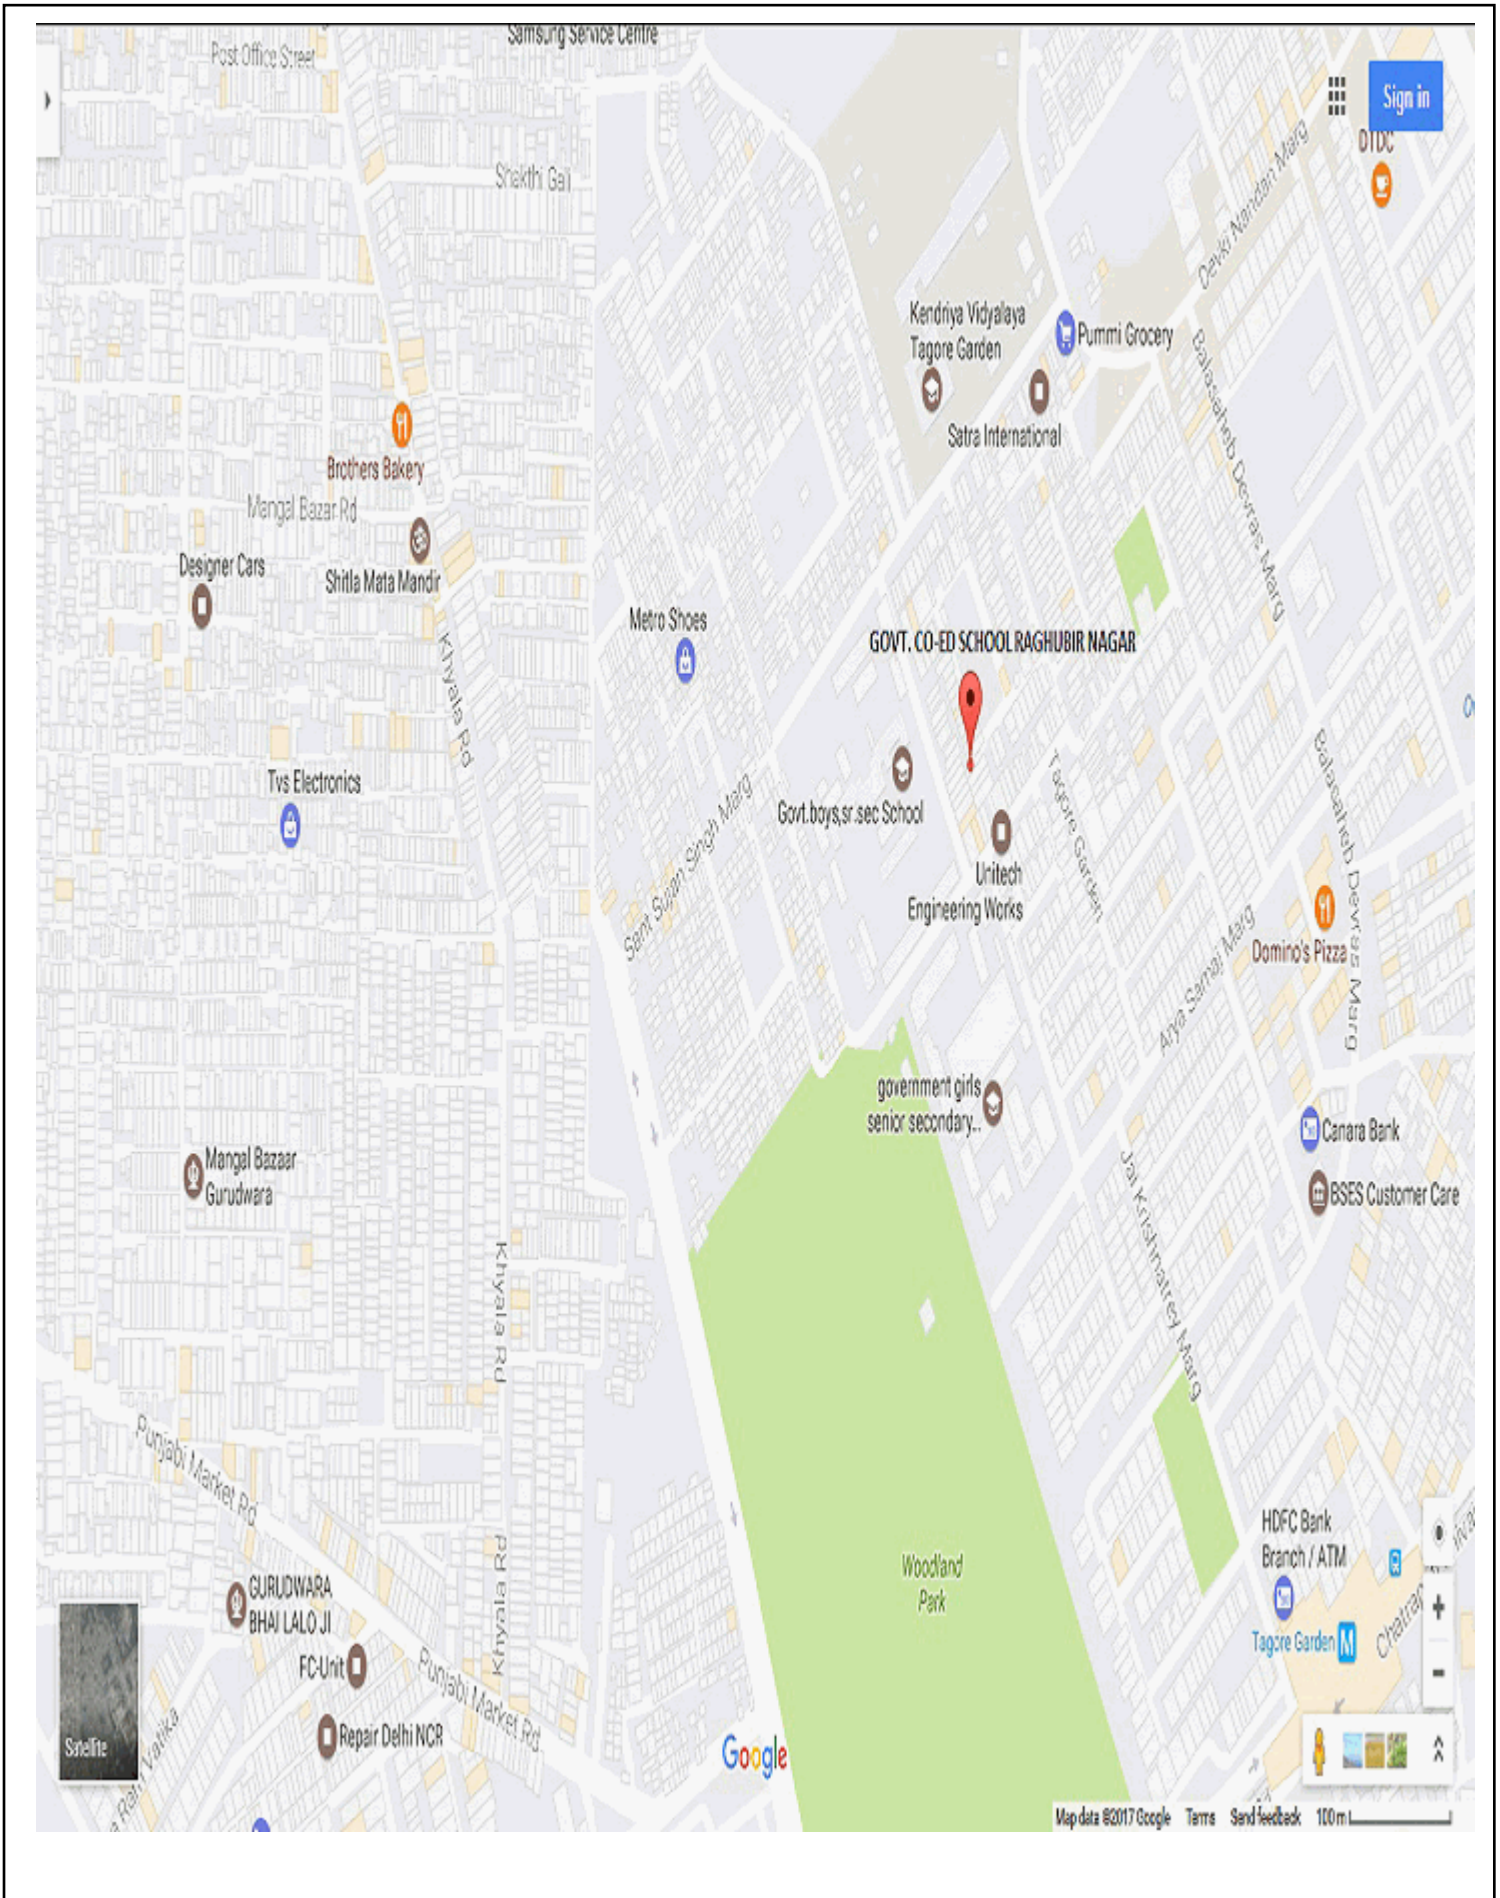 Samsung Service Centre
Post Office Street
Sign in
DTDC
Shakthi Gali
Devki Nandan Marg
Kendriya Vidyalaya
Tagore Garden
Pummi Grocery
Satra International
Balasaheb Devras Marg
Brothers Bakery
Mangal Bazar Rd
Designer Cars
Shitla Mata Mandir
Metro Shoes
GOVT. CO-ED SCHOOL RAGHUBIR NAGAR
Khyala Rd
Tvs Electronics
Sant Sujan Singh Marg
Govt.boys,sr.sec School
Tagore Garden
Unitech
Engineering Works
Balasaheb Devras Marg
Domino's Pizza
Arya Samaj Marg
government girls
senior secondary...
Canara Bank
BSES Customer Care
Mangal Bazaar
Gurudwara
Jai Krishnatrey Marg
Khyala Rd
Punjabi Market Rd
HDFC Bank
Branch / ATM
Woodland
Park
GURUDWARA
BHAI LALO JI
Khyala Rd
FC-Unit
Punjabi Market Rd
Tagore Garden
M
Repair Delhi NCR
Vatika
Satellite
Google
Map data ©2017 Google Terms Send feedback 100 m